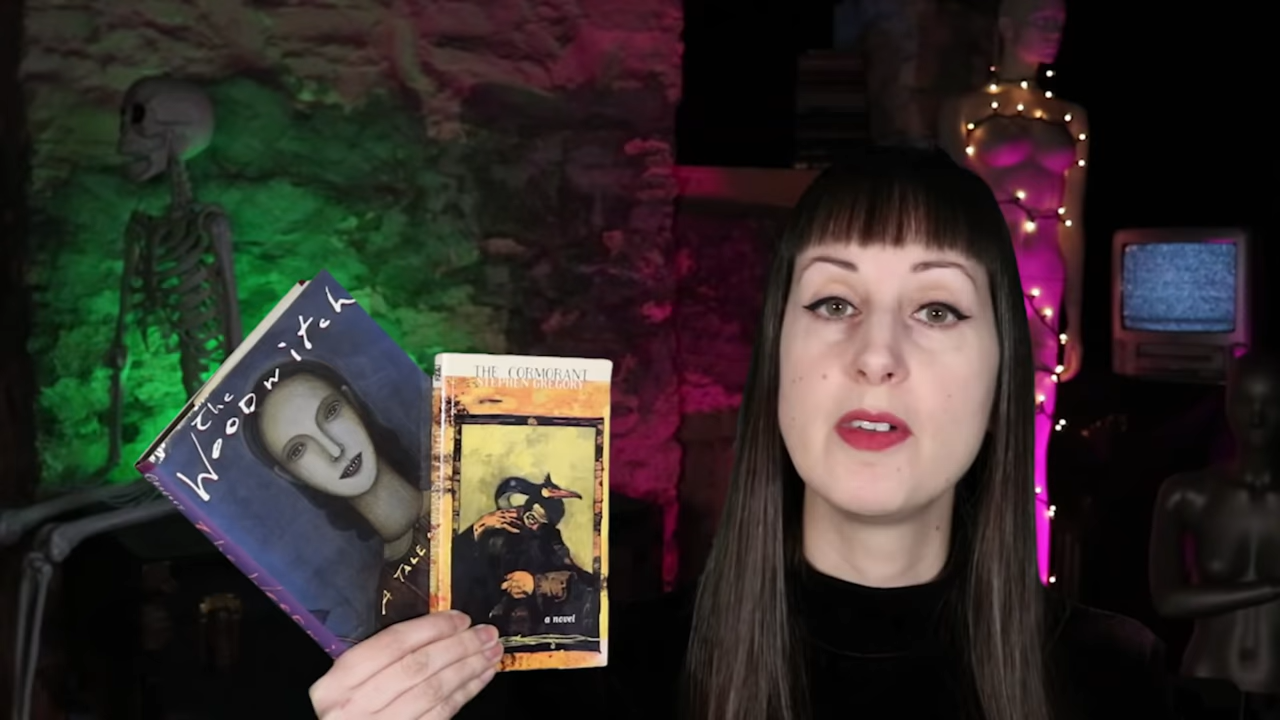 the
Woodwitch
A TALE
THE CORMORANT
STEPHEN GREGORY
a novel